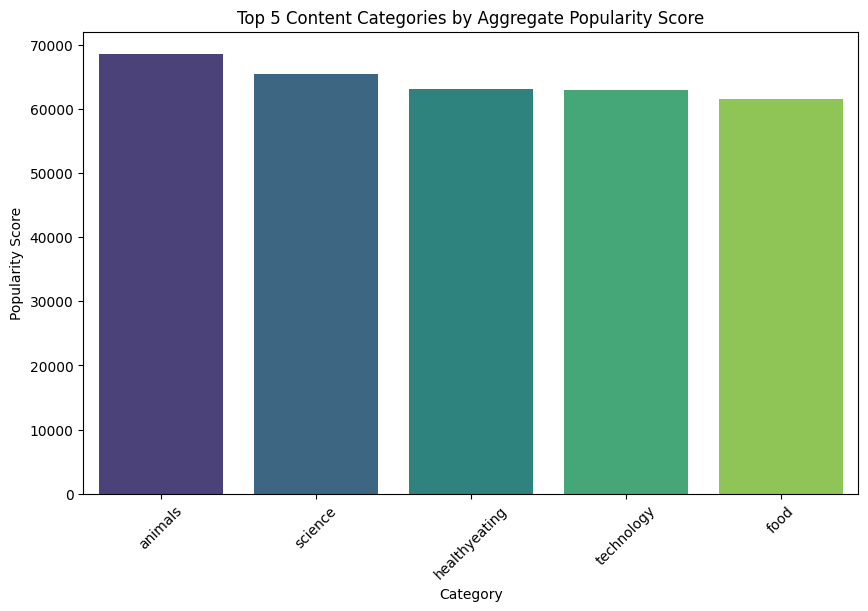 Top 5 Content Categories by Aggregate Popularity Score
Popularity Score
70000
60000
50000
40000
30000
20000
10000
0
animals
science
healthyeating
technology
food
Category